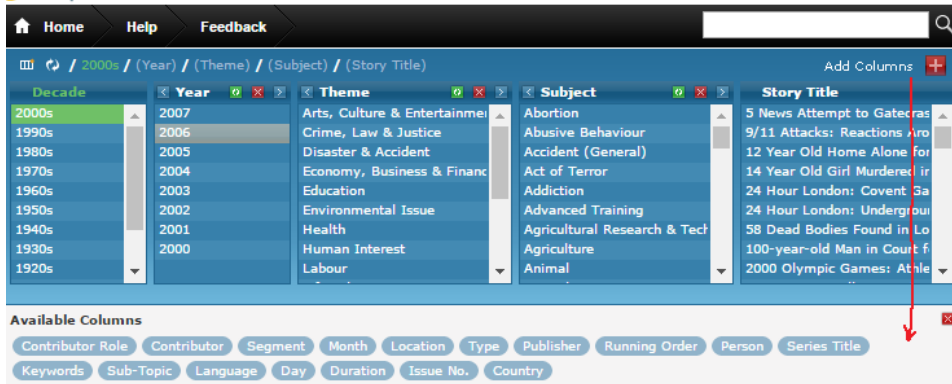 Home Help Feedback
/ 2000s / (Year) / (Theme) / (Subject) / (Story Title) Add Columns
Decade Year Theme Subject Story Title
2000s 2007 Arts, Culture & Entertainmen Abortion 5 News Attempt to Gatecras
1990s 2006 Crime, Law & Justice Abusive Behaviour 9/11 Attacks: Reactions Aro
1980s 2005 Disaster & Accident Accident (General) 12 Year Old Home Alone for
1970s 2004 Economy, Business & Financ Act of Terror 14 Year Old Girl Murdered in
1960s 2003 Education Addiction 24 Hour London: Covent Ga
1950s 2002 Environmental Issue Advanced Training 24 Hour London: Undergroun
1940s 2001 Health Agricultural Research & Tech 58 Dead Bodies Found in Lo
1930s 2000 Human Interest Agriculture 100-year-old Man in Court f
1920s Labour Animal 2000 Olympic Games: Athle
Available Columns
Contributor Role Contributor Segment Month Location Type Publisher Running Order Person Series Title
Keywords Sub-Topic Language Day Duration Issue No. Country